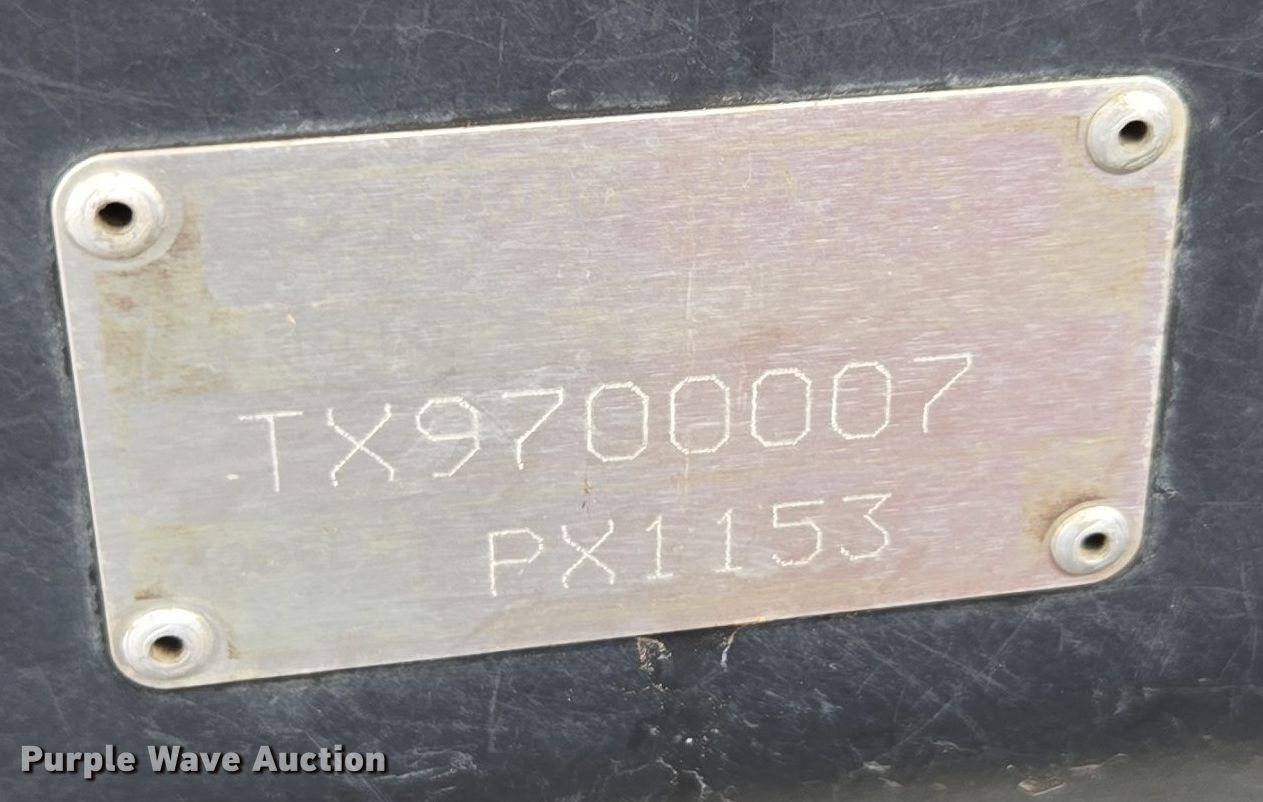 TX9700007
PX1153
Purple Wave Auction